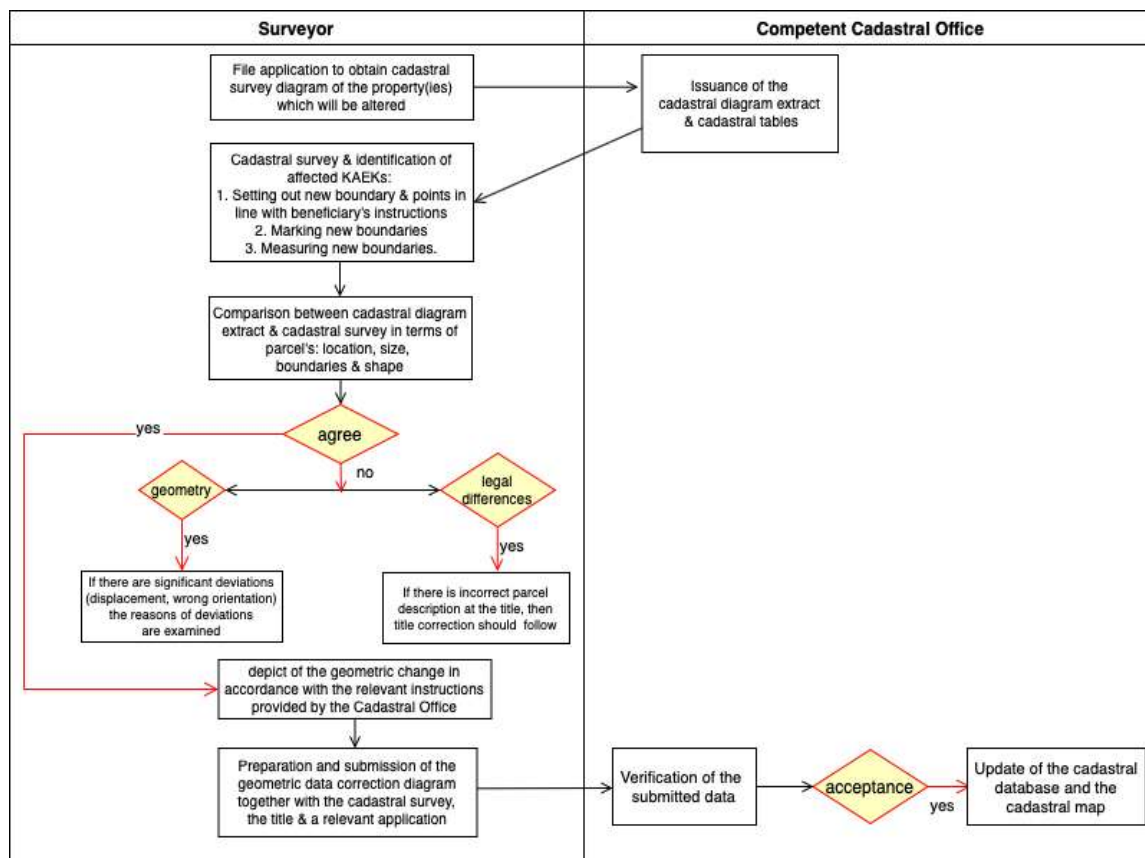 Surveyor
Competent Cadastral Office
File application to obtain cadastral
survey diagram of the property(ies)
which will be altered
Issuance of the
cadastral diagram extract
& cadastral tables
Cadastral survey & identification of
affected KAEKs:
1. Setting out new boundary & points in
line with beneficiary's instructions
2. Marking new boundaries
3. Measuring new boundaries.
Comparison between cadastral diagram
extract & cadastral survey in terms of
parcel's: location, size,
boundaries & shape
yes
agree
no
geometry
legal
differences
yes
yes
If there are significant deviations
(displacement, wrong orientation)
the reasons of deviations
are examined
If there is incorrect parcel
description at the title, then
title correction should follow
depict of the geometric change in
accordance with the relevant instructions
provided by the Cadastral Office
Preparation and submission of the
geometric data correction diagram
together with the cadastral survey,
the title & a relevant application
Verification of the
submitted data
acceptance
yes
Update of the cadastral
database and the
cadastral map